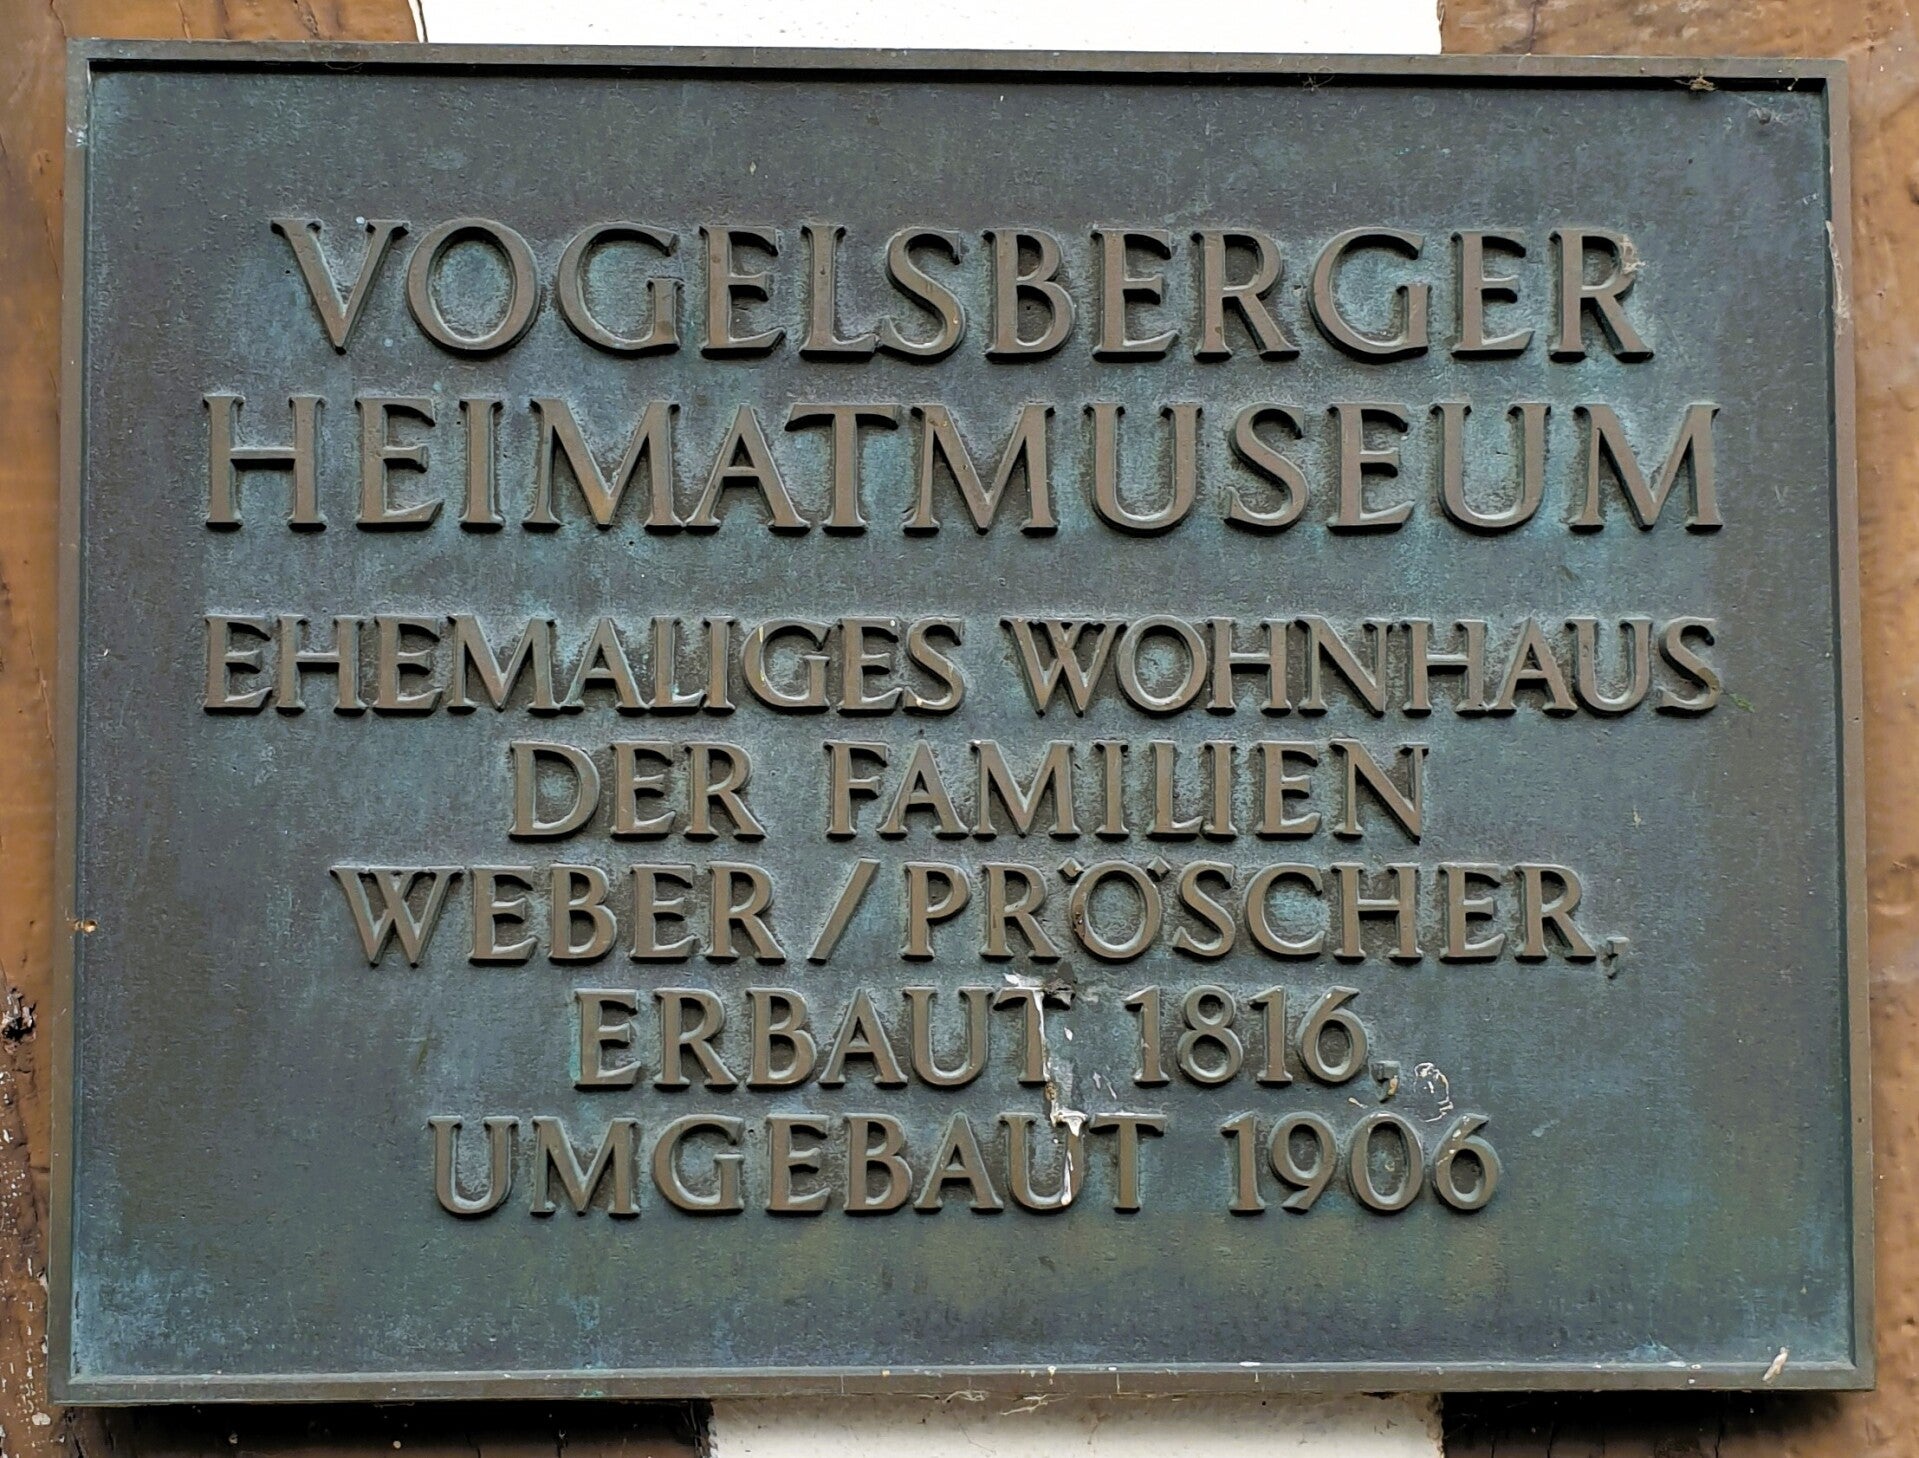 VOGELSBERGER
HEIMATMUSEUM
EHEMALIGES WOHNHAUS
DER FAMILIEN
WEBER/PRÖSCHER,
ERBAUT 1816,
UMGEBAUT 1906